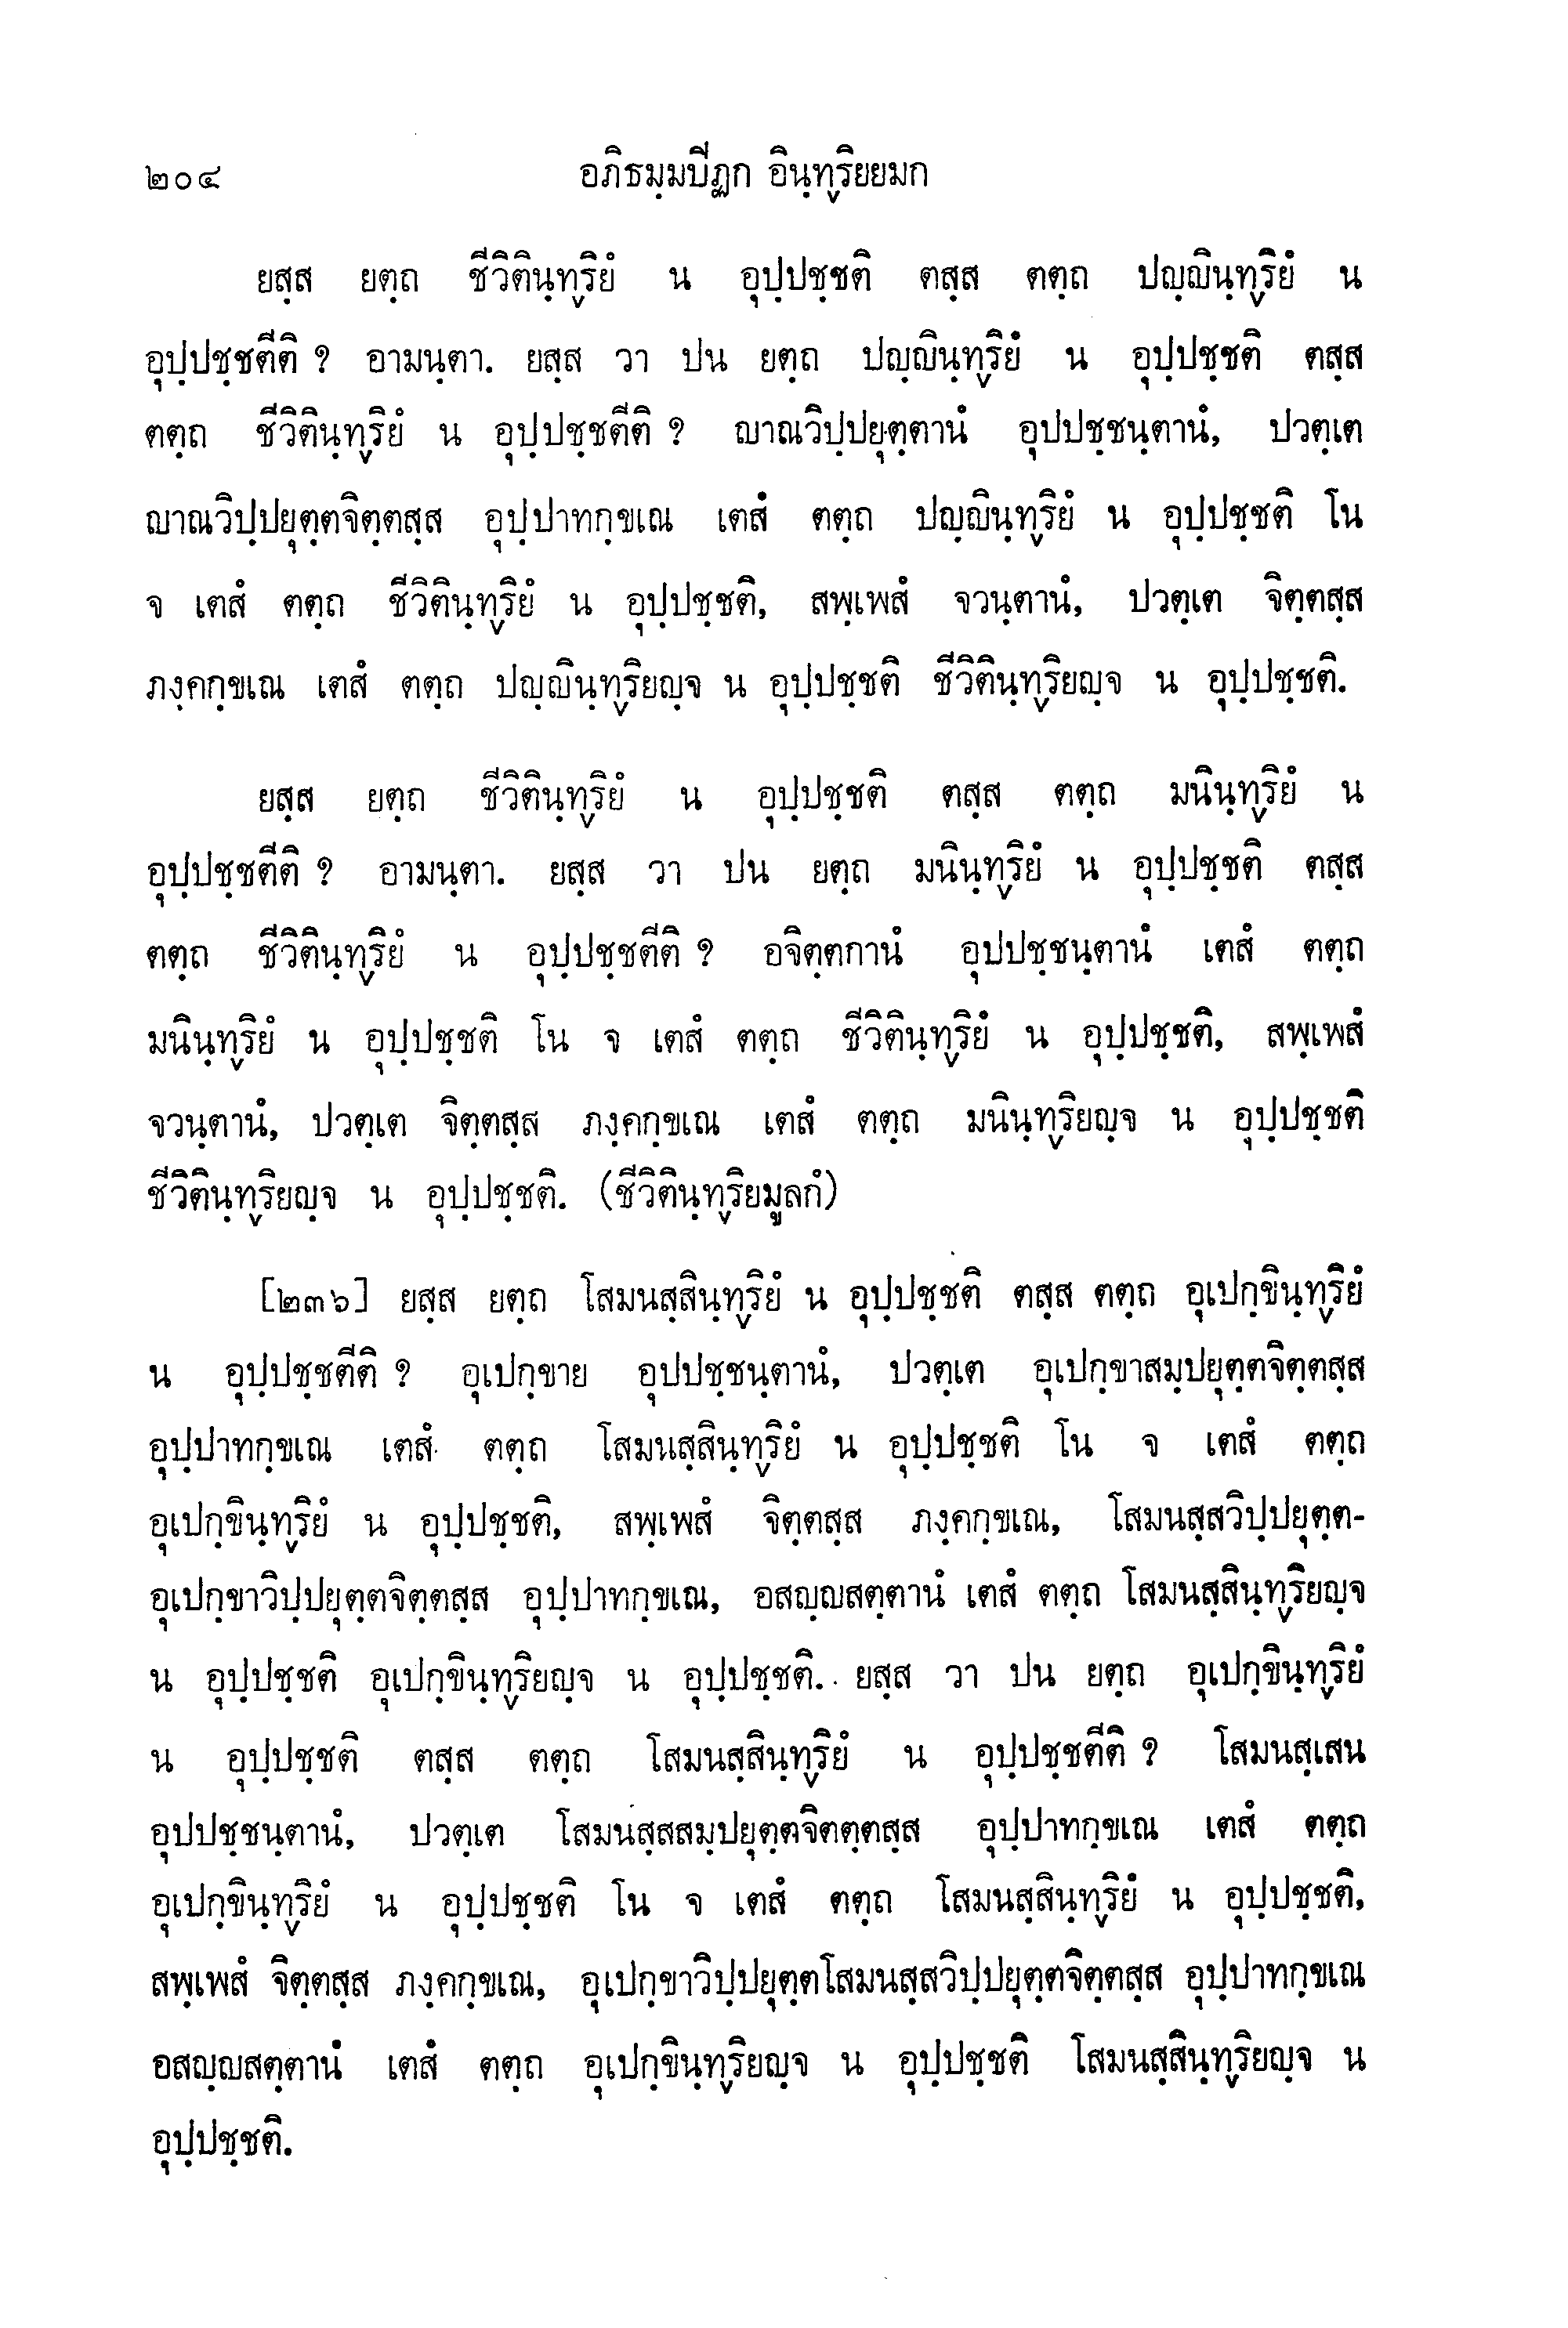 ๒๐๔ อภิธมฺมปีฏก อินฺทฺริยยมก
ยสฺส ยตฺถ ชีวิตินฺทฺริยํ น อุปฺปชฺชติ ตสฺส ตตฺถ ปญฺญินฺทฺริยํ น
อุปฺปชฺชตีติ ? อามนฺตา. ยสฺส วา ปน ยตฺถ ปญฺญินฺทฺริยํ น อุปฺปชฺชติ ตสฺส
ตตฺถ ชีวิตินฺทฺริยํ น อุปฺปชฺชตีติ ? ญาณวิปฺปยุตฺตานํ อุปปชฺชนฺตานํ, ปวตฺเต
ญาณวิปฺปยุตฺตจิตฺตสฺส อุปฺปาทกฺขเณ เตสํ ตตฺถ ปญฺญินฺทฺริยํ น อุปฺปชฺชติ โน
จ เตสํ ตตฺถ ชีวิตินฺทฺริยํ น อุปฺปชฺชติ, สพฺเพสํ จวนฺตานํ, ปวตฺเต จิตฺตสฺส
ภงฺคกฺขเณ เตสํ ตตฺถ ปญฺญินฺทฺริยญฺจ น อุปฺปชฺชติ ชีวิตินฺทฺริยญฺจ น อุปฺปชฺชติ.
ยสฺส ยตฺถ ชีวิตินฺทฺริยํ น อุปฺปชฺชติ ตสฺส ตตฺถ มนินฺทฺริยํ น
อุปฺปชฺชตีติ ? อามนฺตา. ยสฺส วา ปน ยตฺถ มนินฺทฺริยํ น อุปฺปชฺชติ ตสฺส
ตตฺถ ชีวิตินฺทฺริยํ น อุปฺปชฺชตีติ ? อจิตฺตกานํ อุปปชฺชนฺตานํ เตสํ ตตฺถ
มนินฺทฺริยํ น อุปฺปชฺชติ โน จ เตสํ ตตฺถ ชีวิตินฺทฺริยํ น อุปฺปชฺชติ, สพฺเพสํ
จวนฺตานํ, ปวตฺเต จิตฺตสฺส ภงฺคกฺขเณ เตสํ ตตฺถ มนินฺทฺริยญฺจ น อุปฺปชฺชติ
ชีวิตินฺทฺริยญฺจ น อุปฺปชฺชติ. (ชีวิตินฺทฺริยมูลกํ)
[๒๓๖] ยสฺส ยตฺถ โสมนสฺสินฺทฺริยํ น อุปฺปชฺชติ ตสฺส ตตฺถ อุเปกฺขินฺทฺริยํ
น อุปฺปชฺชตีติ ? อุเปกฺขาย อุปปชฺชนฺตานํ, ปวตฺเต อุเปกฺขาสมฺปยุตฺตจิตฺตสฺส
อุปฺปาทกฺขเณ เตสํ ตตฺถ โสมนสฺสินฺทฺริยํ น อุปฺปชฺชติ โน จ เตสํ ตตฺถ
อุเปกฺขินฺทฺริยํ น อุปฺปชฺชติ, สพฺเพสํ จิตฺตสฺส ภงฺคกฺขเณ, โสมนสฺสวิปฺปยุตฺต-
อุเปกฺขาวิปฺปยุตฺตจิตฺตสฺส อุปฺปาทกฺขเณ, อสญฺญสตฺตานํ เตสํ ตตฺถ โสมนสฺสินฺทฺริยญฺจ
น อุปฺปชฺชติ อุเปกฺขินฺทฺริยญฺจ น อุปฺปชฺชติ. ยสฺส วา ปน ยตฺถ อุเปกฺขินฺทฺริยํ
น อุปฺปชฺชติ ตสฺส ตตฺถ โสมนสฺสินฺทฺริยํ น อุปฺปชฺชตีติ ? โสมนสฺเสน
อุปปชฺชนฺตานํ, ปวตฺเต โสมนสฺสสมฺปยุตฺตจิตตฺตสฺส อุปฺปาทกฺขเณ เตสํ ตตฺถ
อุเปกฺขินฺทฺริยํ น อุปฺปชฺชติ โน จ เตสํ ตตฺถ โสมนสฺสินฺทฺริยํ น อุปฺปชฺชติ,
สพฺเพสํ จิตฺตสฺส ภงฺคกฺขเณ, อุเปกฺขาวิปฺปยุตฺตโสมนสฺสวิปฺปยุตฺตจิตฺตสฺส อุปฺปาทกฺขเณ
อสญฺญสตฺตานํ เตสํ ตตฺถ อุเปกฺขินฺทฺริยญฺจ น อุปฺปชฺชติ โสมนสฺสินฺทฺริยญฺจ น
อุปฺปชฺชติ.